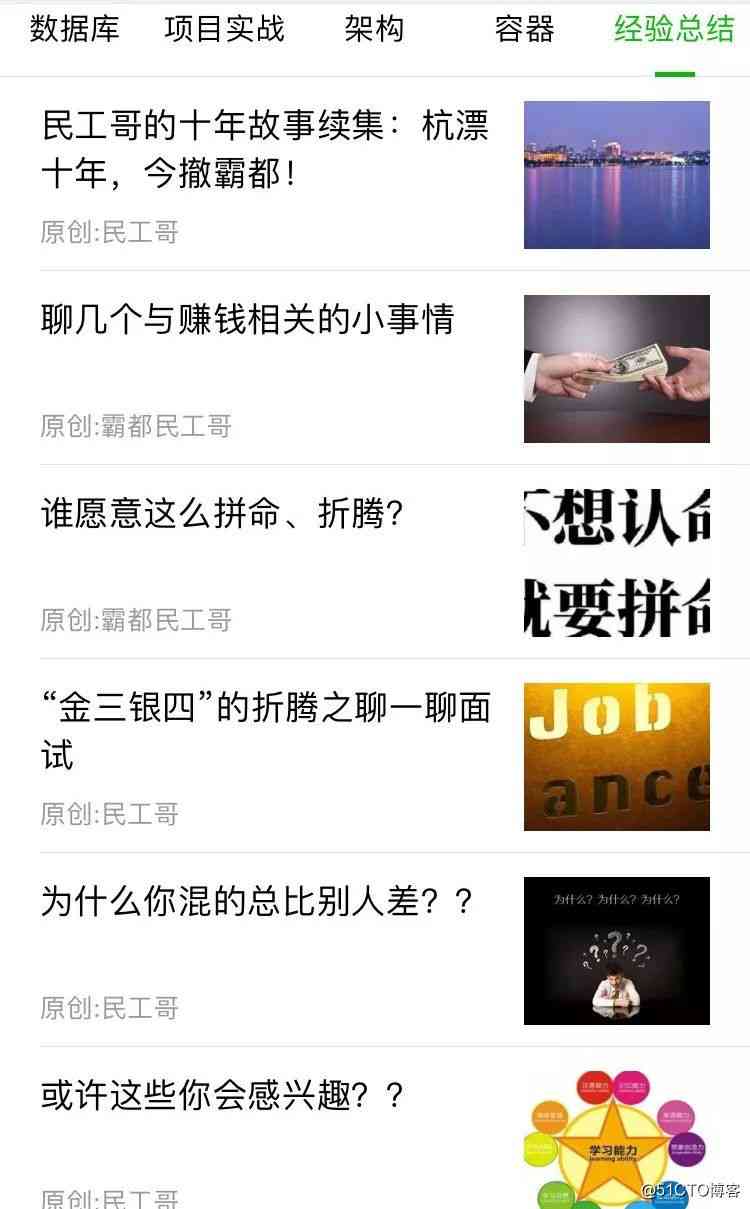 数据库 项目实战 架构 容器 经验总结
民工哥的十年故事续集：杭漂
十年，今撤霸都！
原创:民工哥
聊几个与赚钱相关的小事情
原创:霸都民工哥
谁愿意这么拼命、折腾？
原创:霸都民工哥
不想认命
就要拼命
“金三银四”的折腾之聊一聊面
试
原创:民工哥
Job
ance
为什么你混的总比别人差？？
原创:民工哥
为什么？为什么？为什么？
或许这些你会感兴趣？？
原创:民工哥
学习能力
learning ability
@51CTO博客